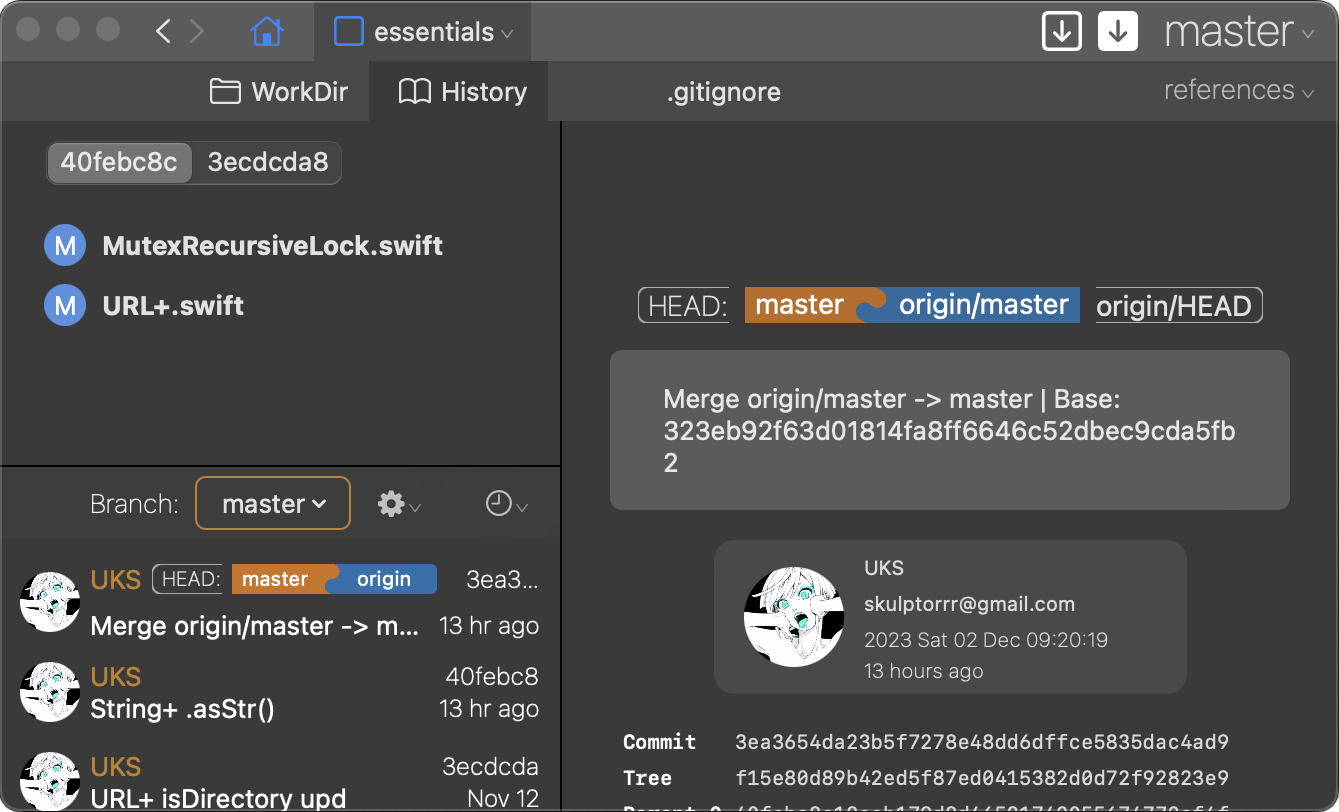 essentials
master
WorkDir
History
.gitignore
references
40febc8c 3ecdcda8
M MutexRecursiveLock.swift
M URL+.swift
Branch: master
UKS HEAD: master origin 3ea3...
Merge origin/master -> m... 13 hr ago
UKS 40febc8
String+ .asStr() 13 hr ago
UKS 3ecdcda
URL+ isDirectory upd Nov 12
HEAD: master origin/master origin/HEAD
Merge origin/master -> master | Base:
323eb92f63d01814fa8ff6646c52dbec9cda5fb
2
UKS
skulptorrr@gmail.com
2023 Sat 02 Dec 09:20:19
13 hours ago
Commit 3ea3654da23b5f7278e48dd6dffce5835dac4ad9
Tree f15e80d89b42ed5f87ed0415382d0d72f92823e9